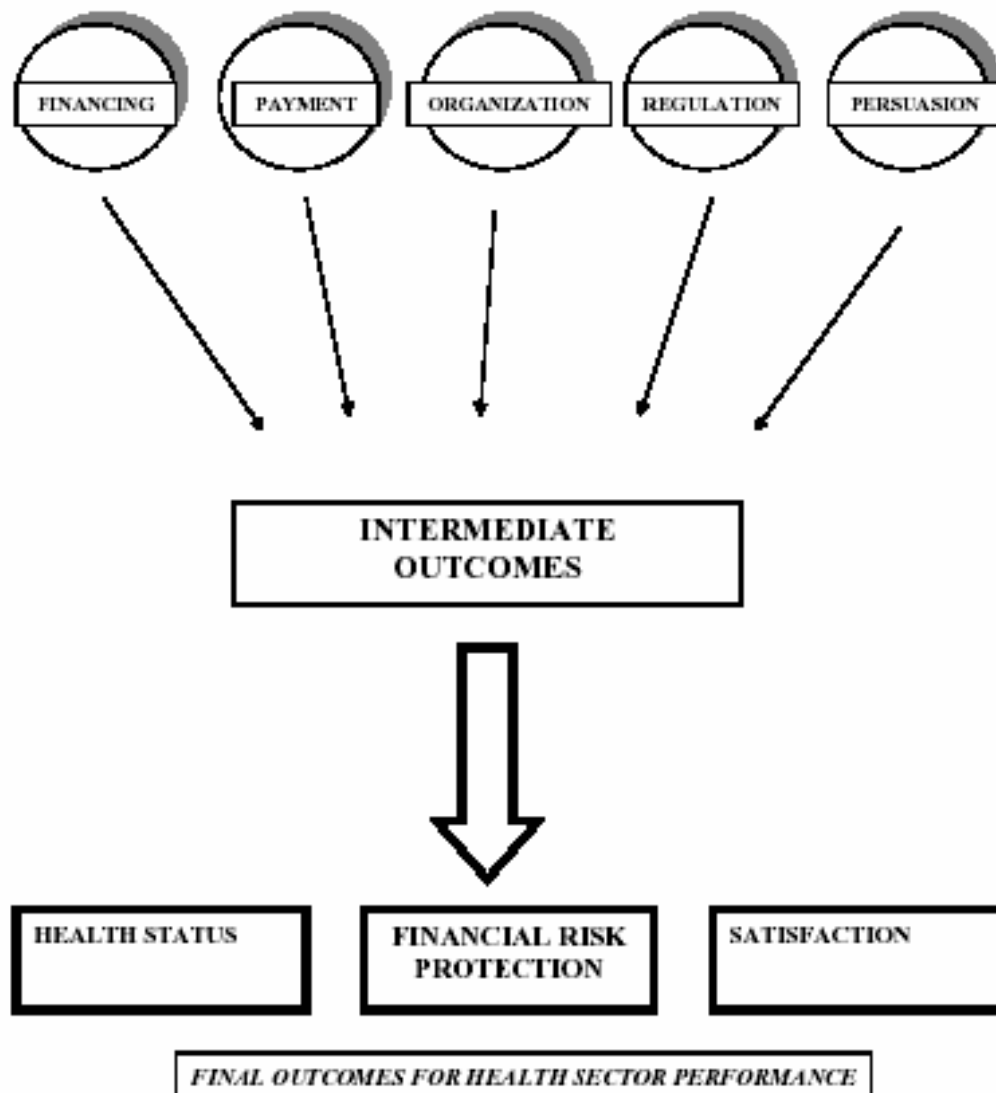 FINANCING
PAYMENT
ORGANIZATION
REGULATION
PERSUASION
INTERMEDIATE
OUTCOMES
HEALTH STATUS
FINANCIAL RISK
PROTECTION
SATISFACTION
FINAL OUTCOMES FOR HEALTH SECTOR PERFORMANCE